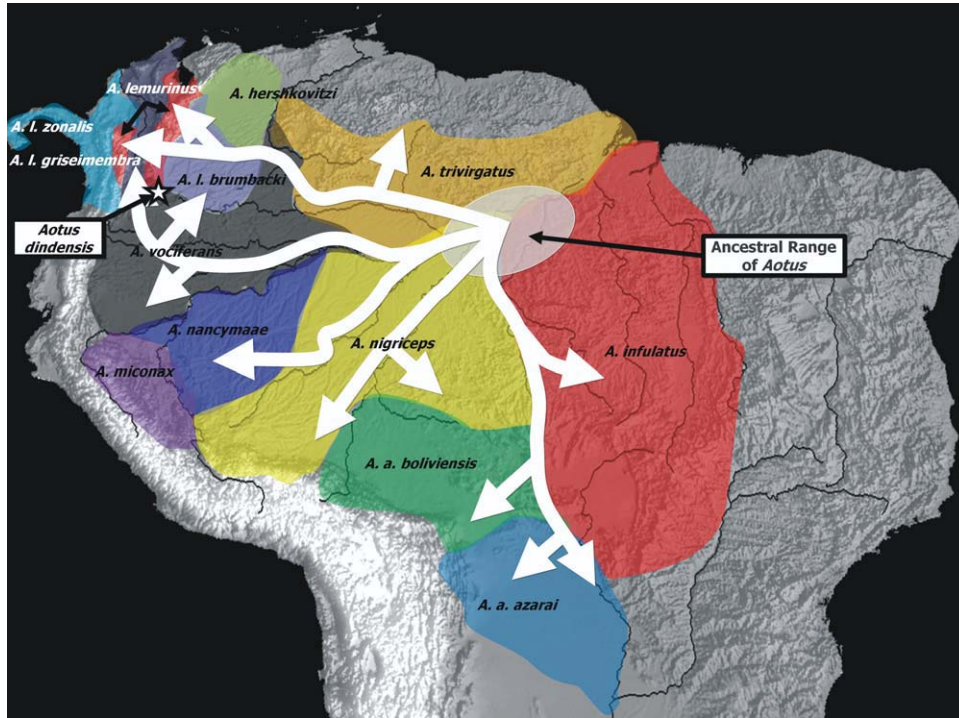 A. lemurinus
A. hershkovitzi
A. l. zonalis
A. l. griseimembra
A. trivirgatus
A. l. brumbacki
Aotus
dindensis
A. vociferans
Ancestral Range
of Aotus
A. nancymaae
A. nigriceps
A. infulatus
A. miconax
A. a. boliviensis
A. a. azarai